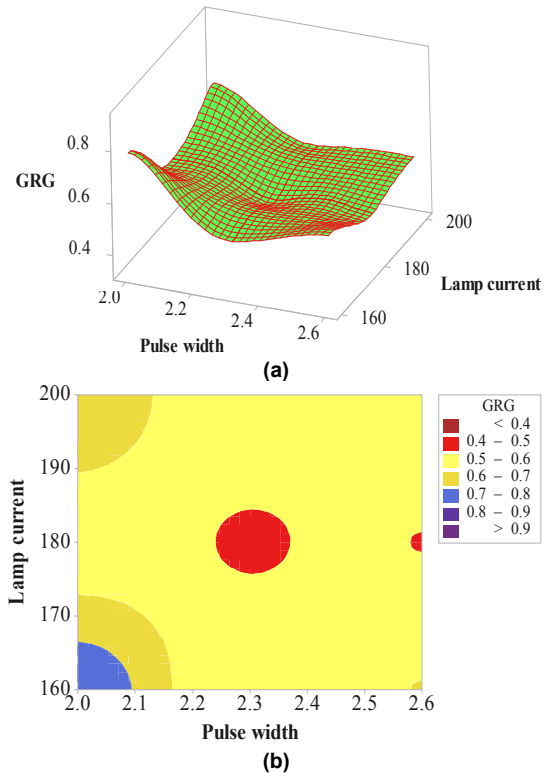 0.8
GRG
0.6
0.4
2.0
2.2
2.4
2.6
Pulse width
160
180
200
Lamp current
(a)
200
190
180
170
160
Lamp current
2.0 2.1 2.2 2.3 2.4 2.5 2.6
Pulse width
GRG
< 0.4
0.4 – 0.5
0.5 – 0.6
0.6 – 0.7
0.7 – 0.8
0.8 – 0.9
> 0.9
(b)